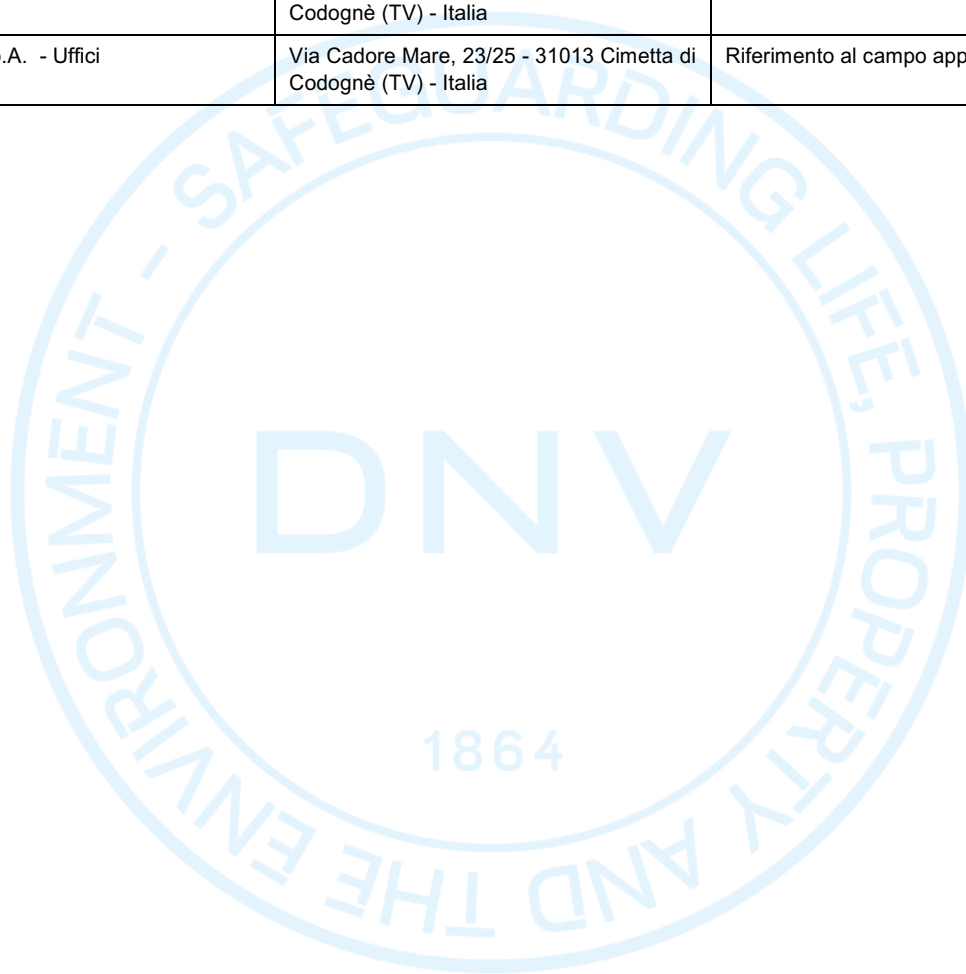 Codognè (TV) - Italia
.A. - Uffici
Via Cadore Mare, 23/25 - 31013 Cimetta di
Codognè (TV) - Italia
Riferimento al campo app
SAFEGUARDING LIFE, PROPERTY AND THE ENVIRONMENT -
DNV
1864